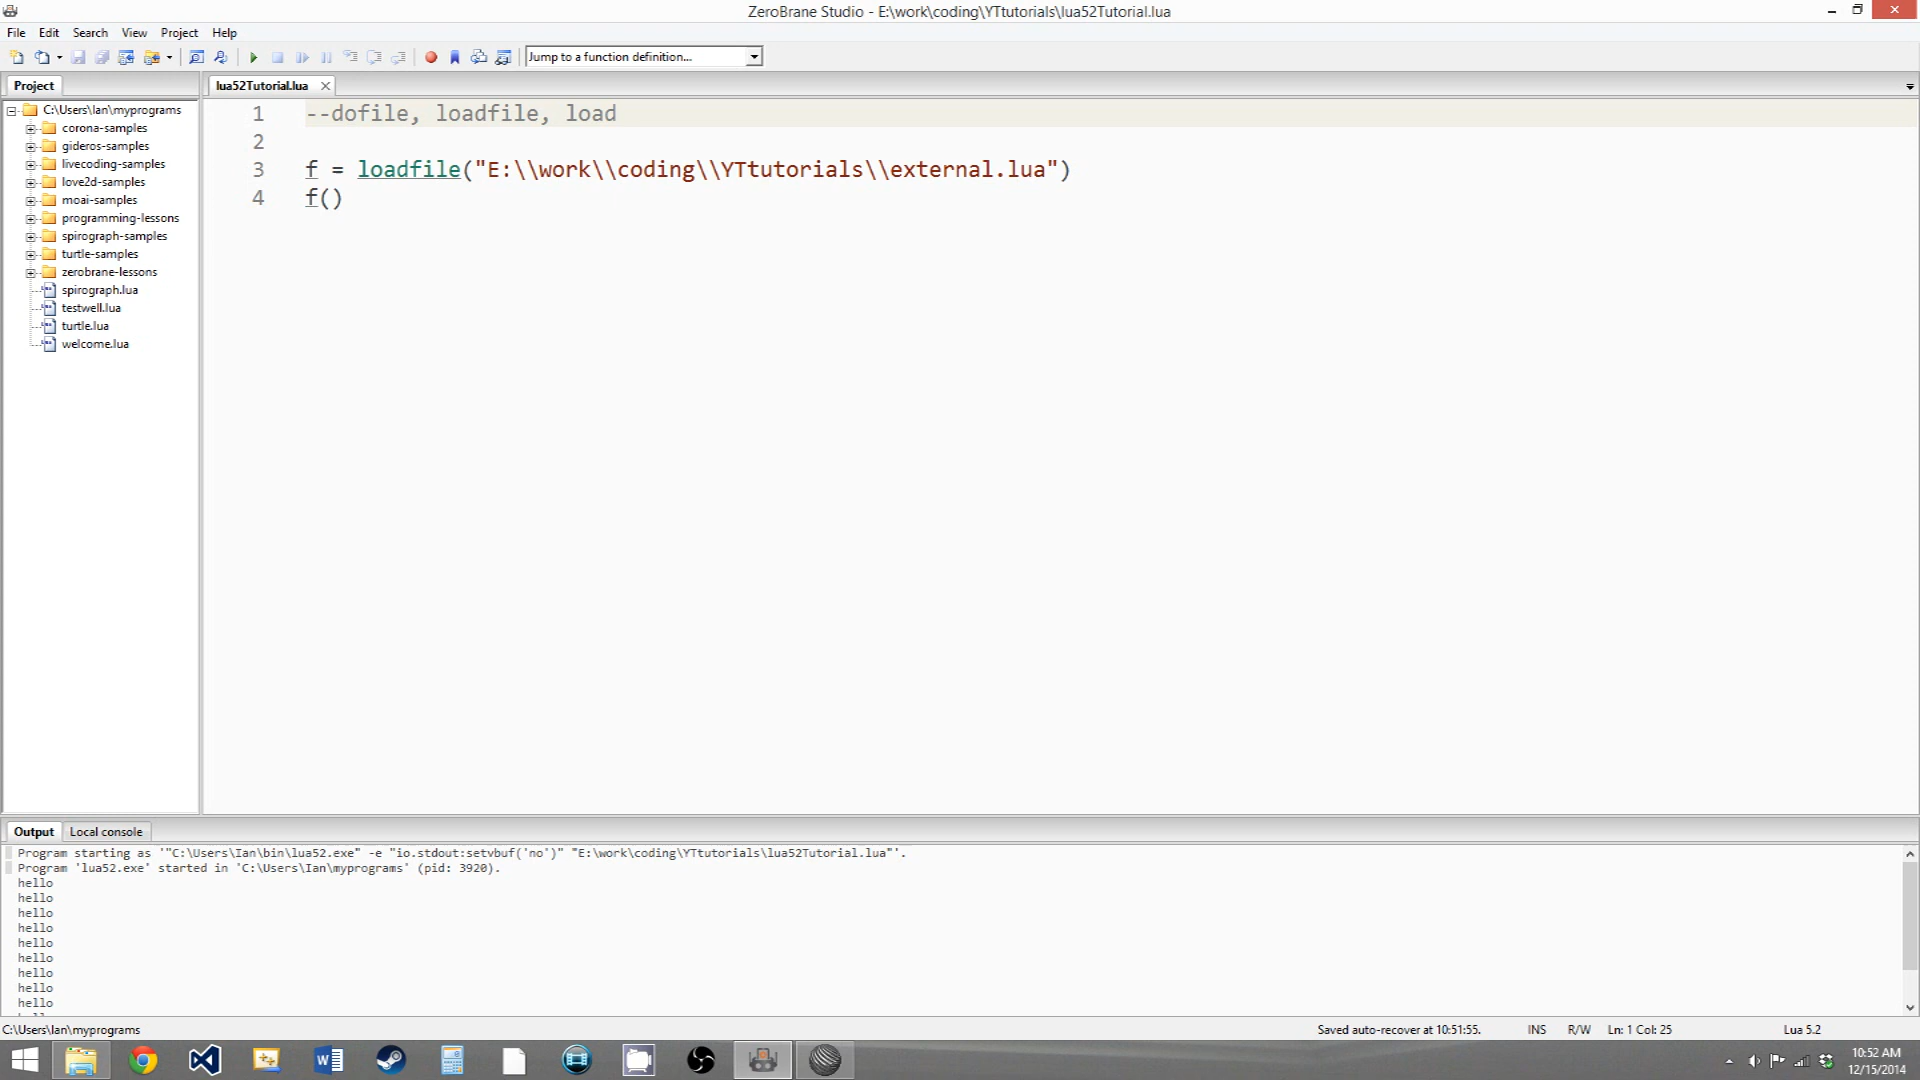 ZeroBrane Studio - E:\work\coding\YTtutorials\lua52Tutorial.lua
File Edit Search View Project Help
Jump to a function definition...
Project
lua52Tutorial.lua
C:\Users\Ian\myprograms
corona-samples
gideros-samples
livecoding-samples
love2d-samples
moai-samples
programming-lessons
spirograph-samples
turtle-samples
zerobrane-lessons
spirograph.lua
testwell.lua
turtle.lua
welcome.lua
1 --dofile, loadfile, load
2
3 f = loadfile("E:\\work\\coding\\YTtutorials\\external.lua")
4 f()
Output Local console
Program starting as '"C:\Users\Ian\bin\lua52.exe" -e "io.stdout:setvbuf('no')" "E:\work\coding\YTtutorials\lua52Tutorial.lua"'.
Program 'lua52.exe' started in 'C:\Users\Ian\myprograms' (pid: 3920).
hello
hello
hello
hello
hello
hello
hello
hello
hello
C:\Users\Ian\myprograms Saved auto-recover at 10:51:55. INS R/W Ln: 1 Col: 25 Lua 5.2
10:52 AM
12/15/2014